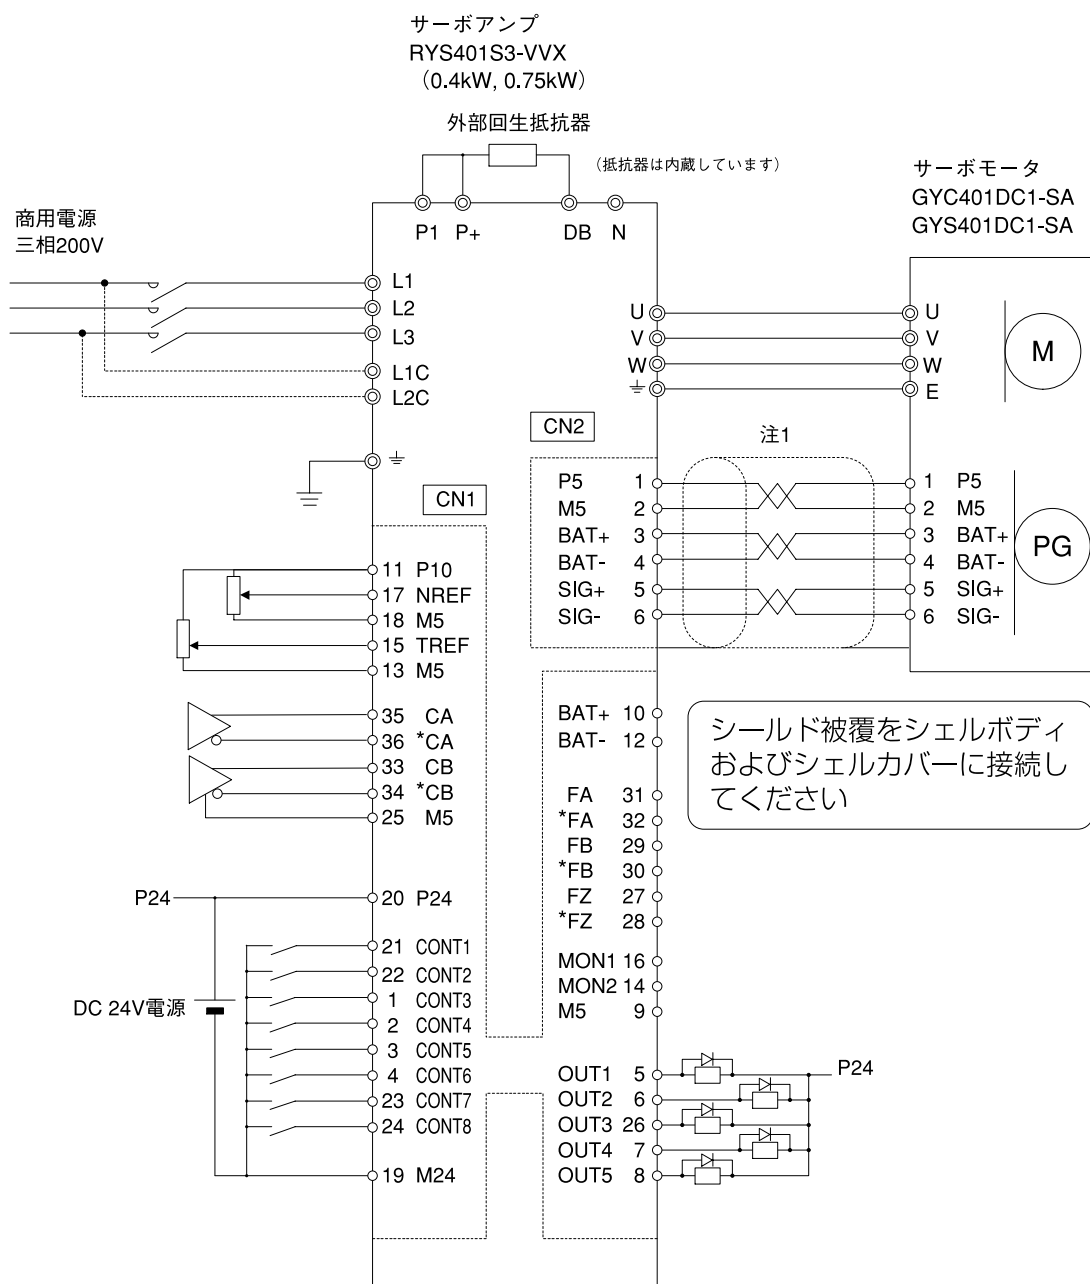 サーボアンプ
RYS401S3-VVX
（0.4kW, 0.75kW）
外部回生抵抗器
（抵抗器は内蔵しています）
P1 P+ DB N
商用電源
三相200V
サーボモータ
GYC401DC1-SA
GYS401DC1-SA
L1
L2
L3
L1C
L2C
U U
V V
W W
E
M
CN2
注1
P5 1 1 P5
M5 2 2 M5
BAT+ 3 3 BAT+
BAT- 4 4 BAT-
SIG+ 5 5 SIG+
SIG- 6 6 SIG-
PG
CN1
11 P10
17 NREF
18 M5
15 TREF
13 M5
35 CA
36 *CA
33 CB
34 *CB
25 M5
P24 20 P24
21 CONT1
22 CONT2
1 CONT3
2 CONT4
3 CONT5
4 CONT6
23 CONT7
24 CONT8
19 M24
DC 24V電源
BAT+ 10
BAT- 12
シールド被覆をシェルボディ
およびシェルカバーに接続し
てください
FA 31
*FA 32
FB 29
*FB 30
FZ 27
*FZ 28
MON1 16
MON2 14
M5 9
OUT1 5 P24
OUT2 6
OUT3 26
OUT4 7
OUT5 8